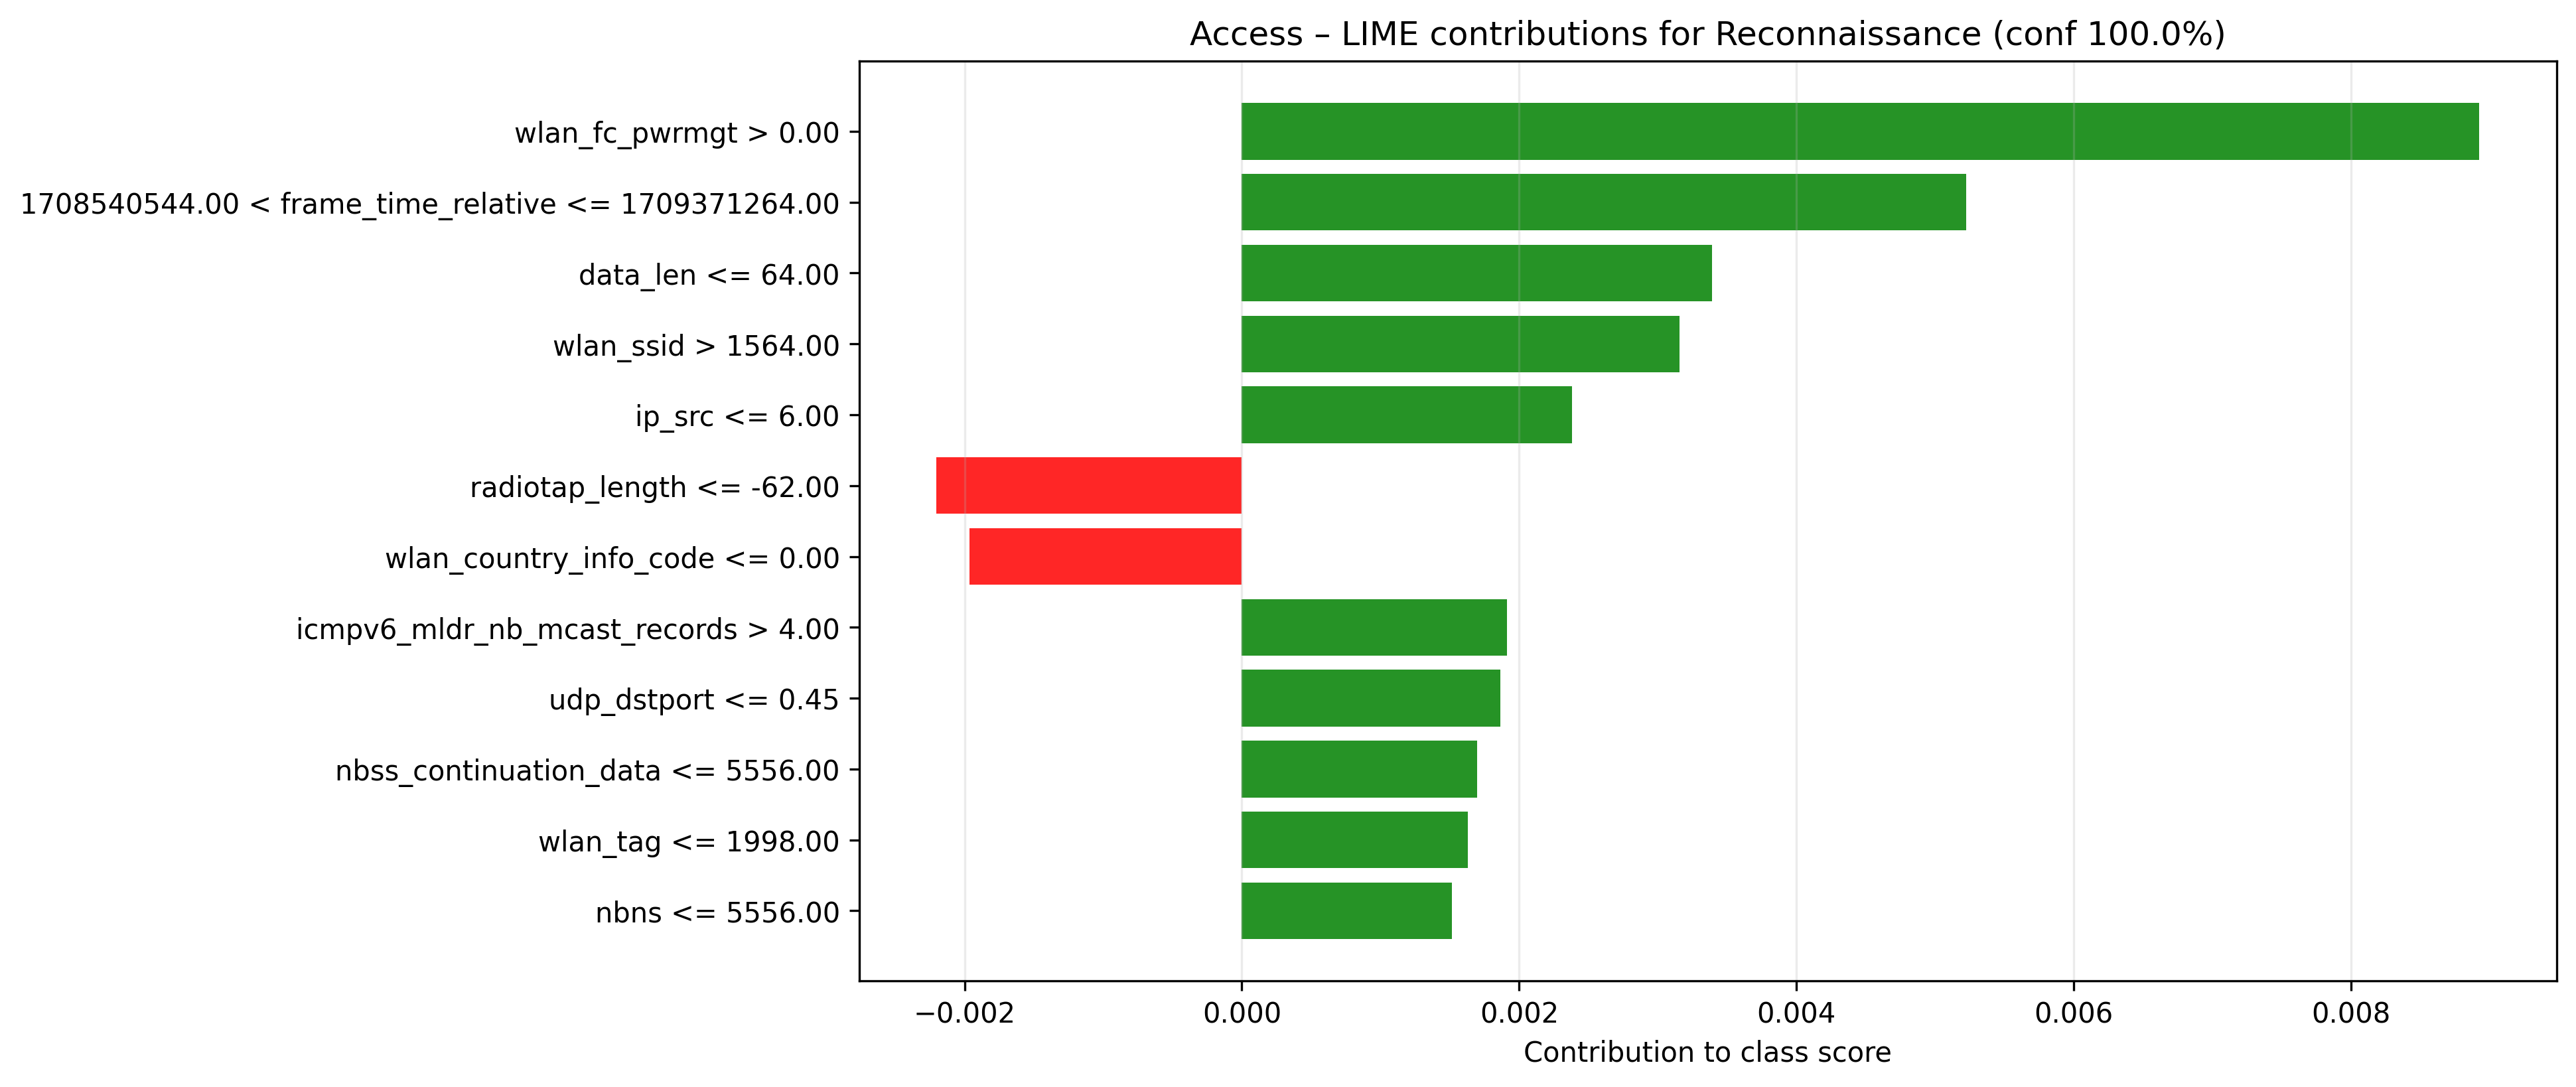 Access – LIME contributions for Reconnaissance (conf 100.0%)
wlan_fc_pwrmgt > 0.00
1708540544.00 < frame_time_relative <= 1709371264.00
data_len <= 64.00
wlan_ssid > 1564.00
ip_src <= 6.00
radiotap_length <= -62.00
wlan_country_info_code <= 0.00
icmpv6_mldr_nb_mcast_records > 4.00
udp_dstport <= 0.45
nbss_continuation_data <= 5556.00
wlan_tag <= 1998.00
nbns <= 5556.00
−0.002 0.000 0.002 0.004 0.006 0.008
Contribution to class score